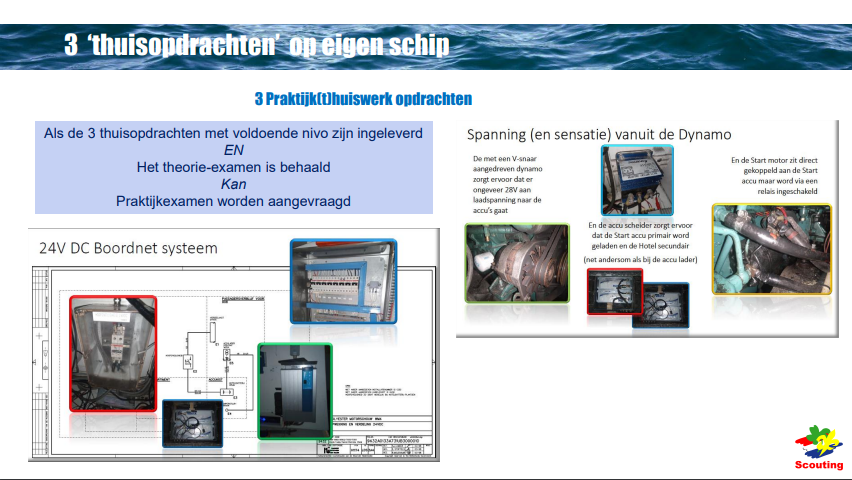 3 ‘thuisopdrachten’ op eigen schip
3 Praktijk(t)huiswerk opdrachten
Als de 3 thuisopdrachten met voldoende nivo zijn ingeleverd
EN
Het theorie-examen is behaald
Kan
Praktijkexamen worden aangevraagd
24V DC Boordnet systeem
Spanning (en sensatie) vanuit de Dynamo
De met een V-snaar
aangedreven dynamo
zorgt ervoor dat er
ongeveer 28V aan
laadspanning naar de
accu's gaat
En de accu scheider zorgt ervoor
dat de Start accu primair word
geladen en de Hotel secundair
(net andersom als bij de accu lader)
En de Start motor zit direct
gekoppeld aan de Start
accu maar word via een
relais ingeschakeld
Scouting